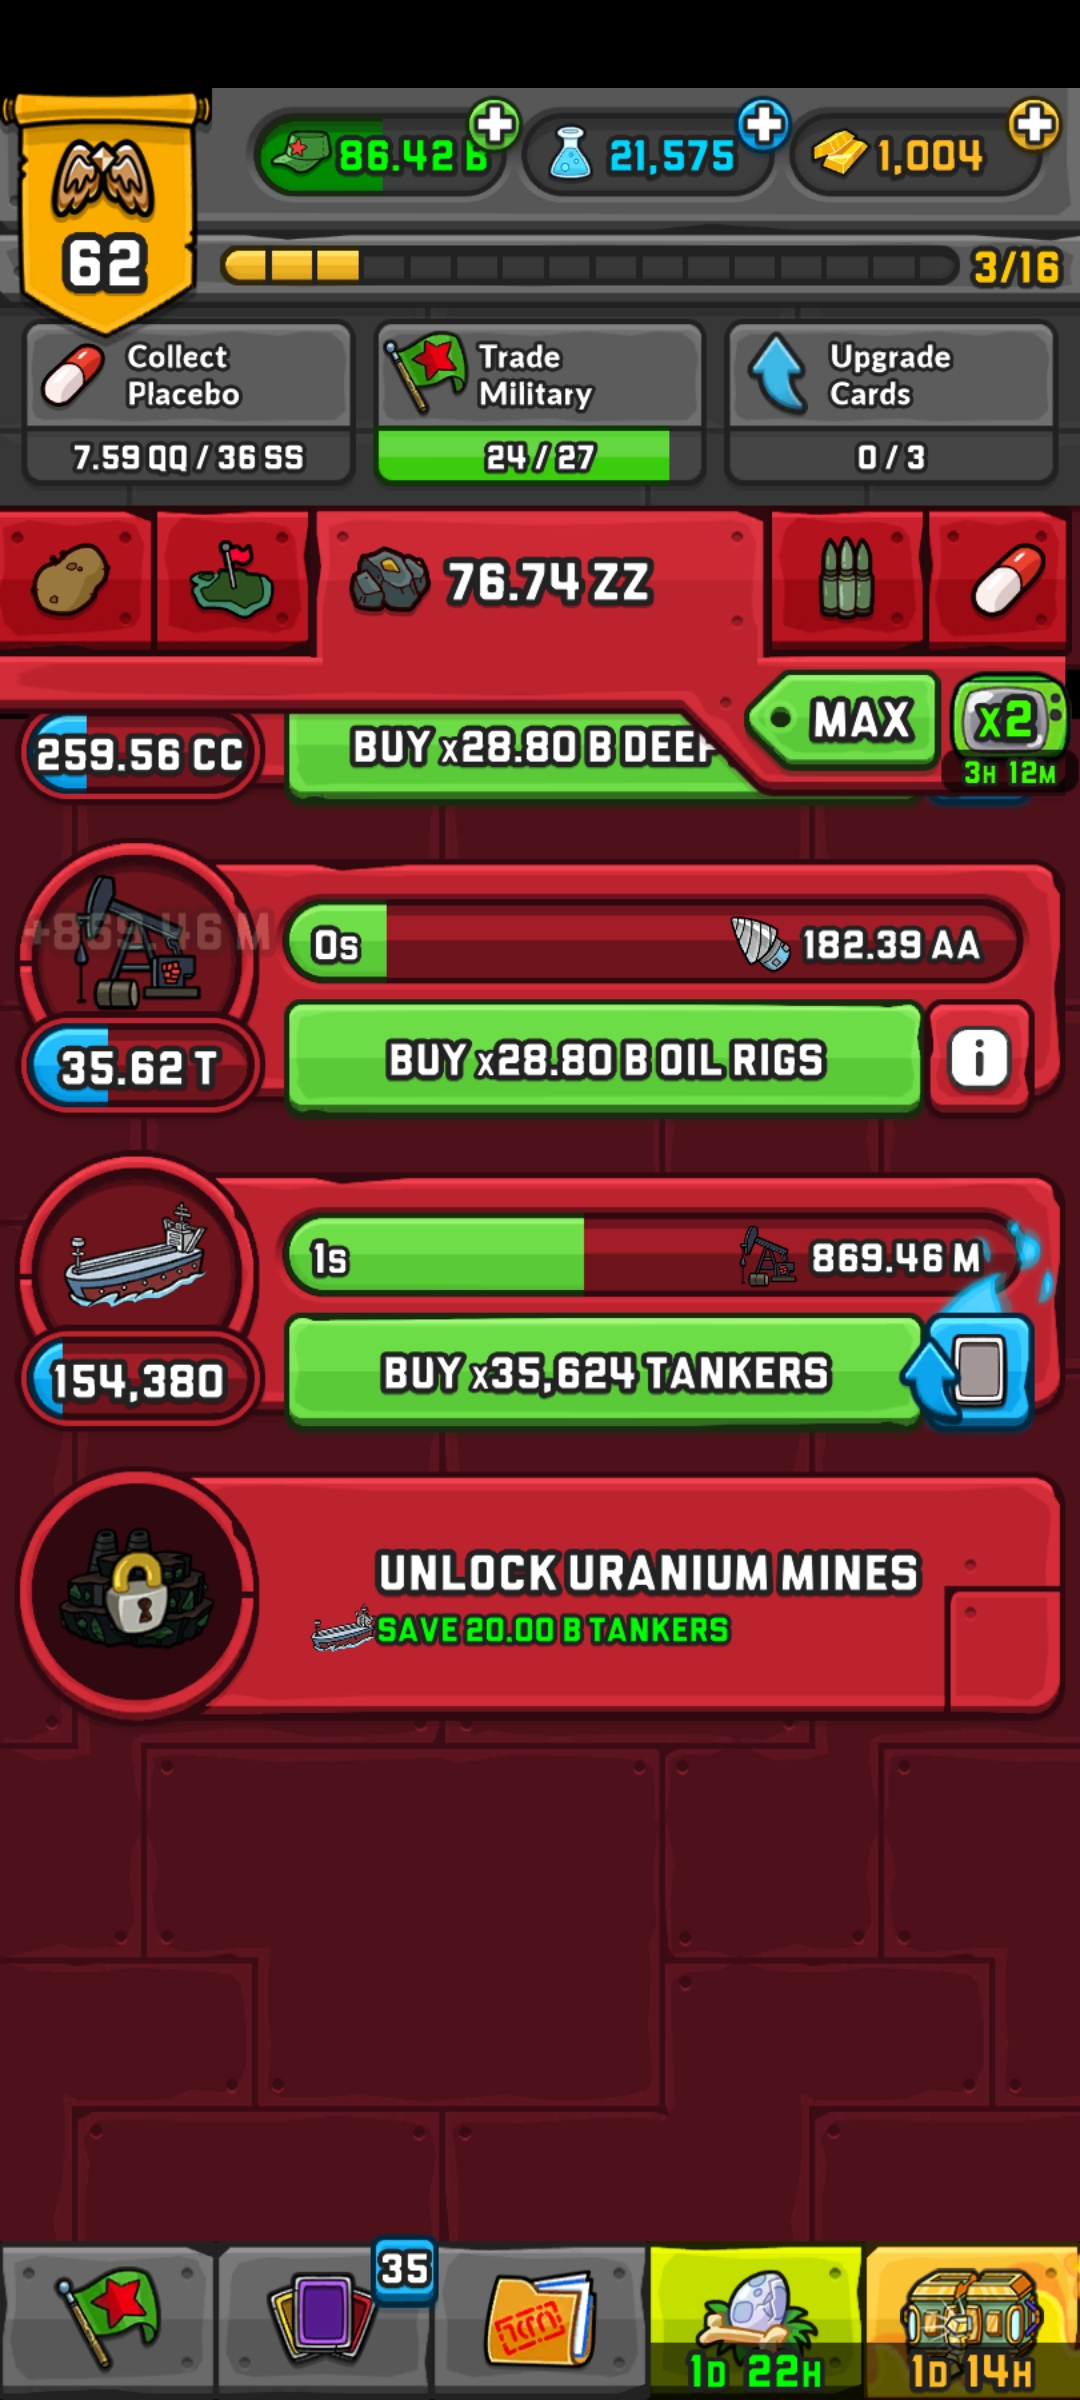 86.42 B
21,575
1,004
62
3/16
Collect
Placebo
7.59 QQ / 36 SS
Trade
Military
24 / 27
Upgrade
Cards
0 / 3
76.74 ZZ
MAX
x2
3H 12M
259.56 CC
BUY x28.80 B DEEP
+869.46 M
0s
182.39 AA
35.62 T
BUY x28.80 B OIL RIGS
i
1s
869.46 M
154,380
BUY x35,624 TANKERS
UNLOCK URANIUM MINES
SAVE 20.00 B TANKERS
35
1D 22H
1D 14H